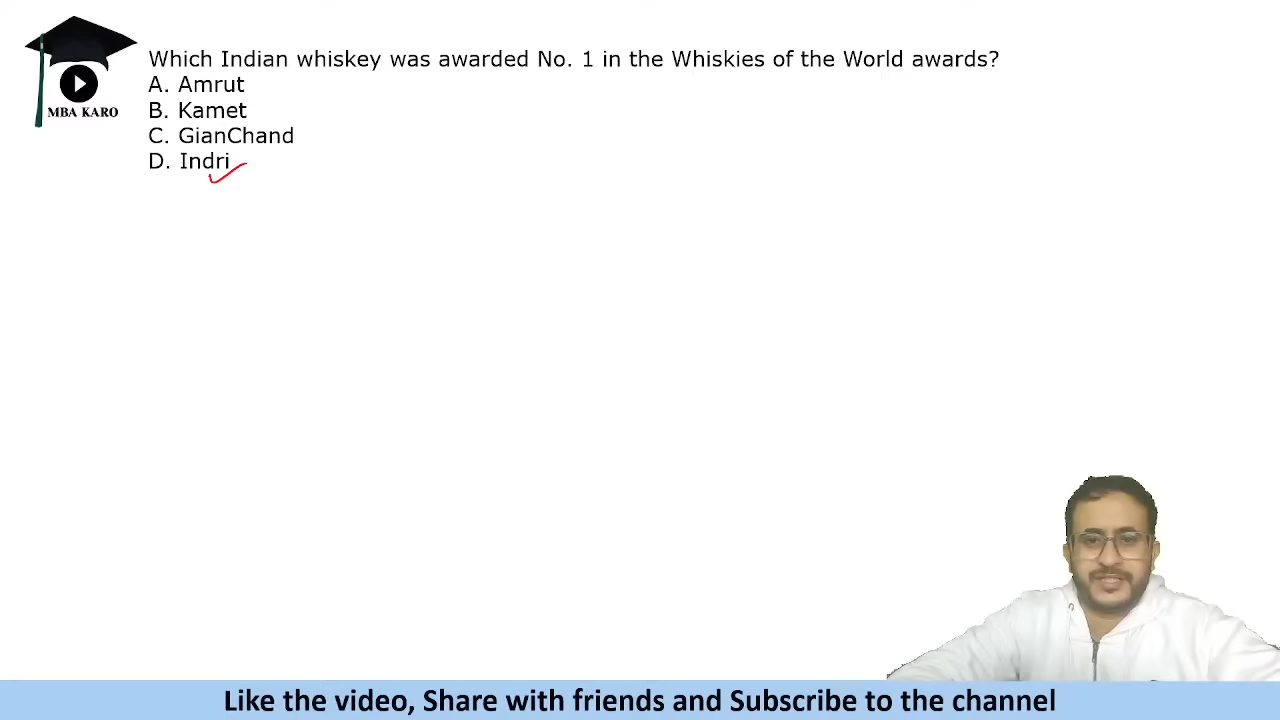 Which Indian whiskey was awarded No. 1 in the Whiskies of the World awards?
A. Amrut
B. Kamet
C. GianChand
D. Indri
MBA KARO
Like the video, Share with friends and Subscribe to the channel